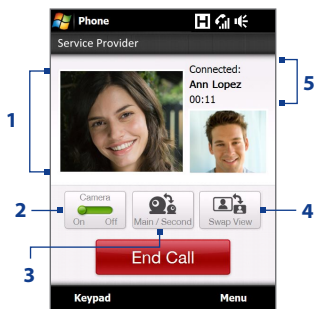 Phone H
Service Provider
Connected:
Ann Lopez
00:11
1
5
Camera
On Off
Main / Second
Swap View
2
3
4
End Call
Keypad Menu